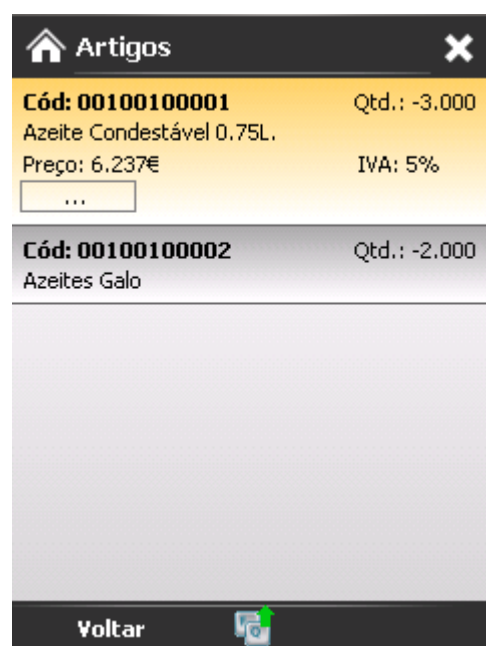 Artigos
Cód: 00100100001 Qtd.: -3.000
Azeite Condestável 0.75L.
Preço: 6.237€ IVA: 5%
...
Cód: 00100100002 Qtd.: -2.000
Azeites Galo
Voltar